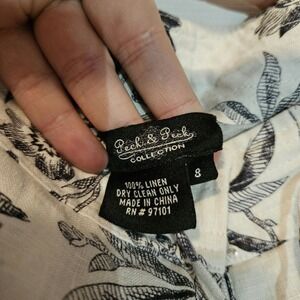 Peck & Peck
COLLECTION
8
100% LINEN
DRY CLEAN ONLY
MADE IN CHINA
RN # 97101